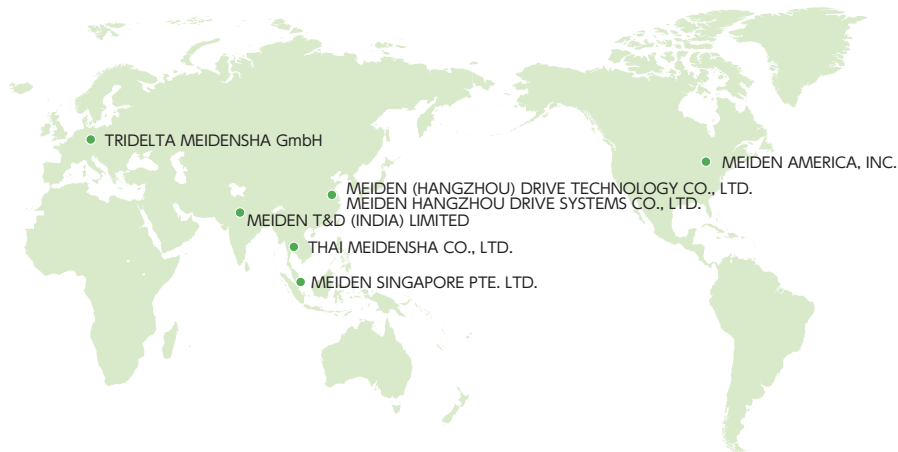 TRIDELTA MEIDENSHA GmbH
MEIDEN AMERICA, INC.
MEIDEN (HANGZHOU) DRIVE TECHNOLOGY CO., LTD.
MEIDEN HANGZHOU DRIVE SYSTEMS CO., LTD.
MEIDEN T&D (INDIA) LIMITED
THAI MEIDENSHA CO., LTD.
MEIDEN SINGAPORE PTE. LTD.